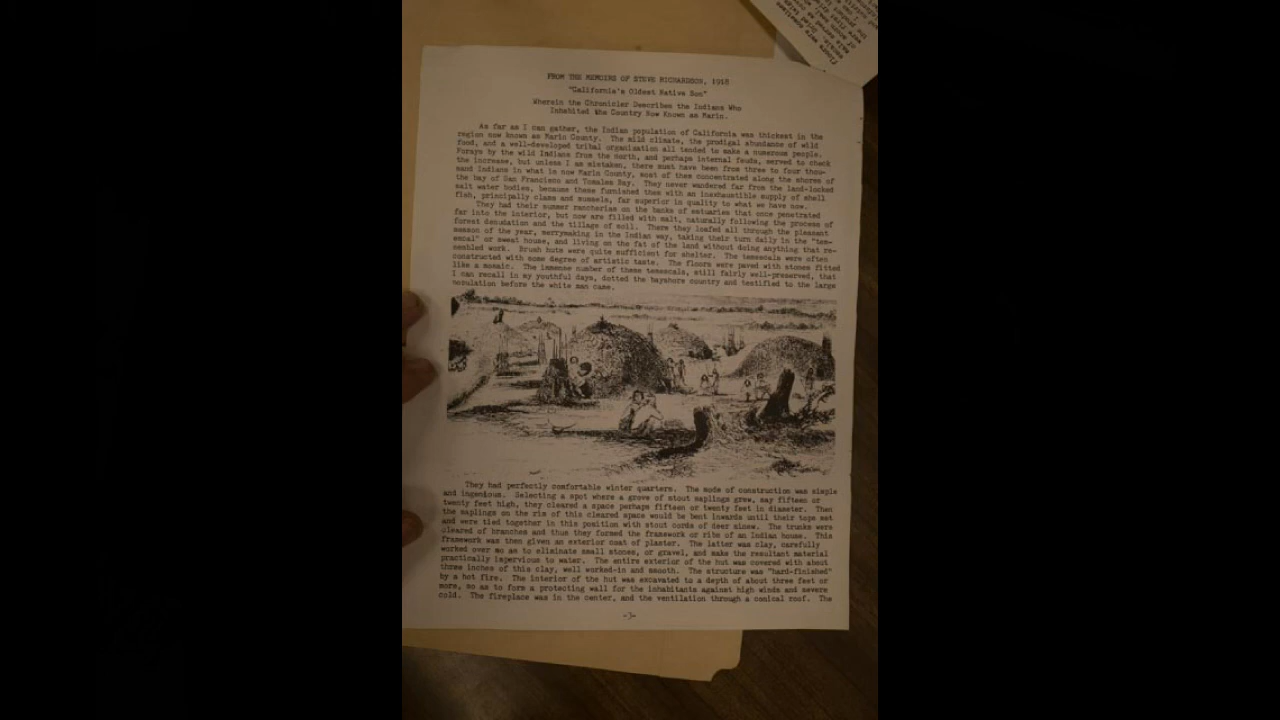 FROM THE MEMOIRS OF STEVE RICHARDSON, 1918
"California's Oldest Native Son"
Wherein the Chronicler Describes the Indians Who
Inhabited the Country Now Known as Marin.
As far as I can gather, the Indian population of California was thickest in the
region now known as Marin County. The mild climate, the prodigal abundance of wild
food, and a well-developed tribal organization all tended to make a numerous people.
Forays by the wild Indians from the north, and perhaps internal feuds, served to check
the increase, but unless I am mistaken, there must have been from three to four thou-
sand Indians in what is now Marin County, most of them concentrated along the shores of
the bay of San Francisco and Tomales Bay. They never wandered far from the land-locked
salt water bodies, because these furnished them with an inexhaustible supply of shell
fish, principally clams and mussels, far superior in quality to what we have now.
They had their summer rancherias on the banks of estuaries that once penetrated
far into the interior, but now are filled with salt, naturally following the process of
forest denudation and the tillage of soil. There they loafed all through the pleasant
season of the year, merrymaking in the Indian way, taking their turn daily in the "tem-
escal" or sweat house, and living on the fat of the land without doing anything that re-
sembled work. Brush huts were quite sufficient for shelter. The temescals were often
constructed with some degree of artistic taste. The floors were paved with stones fitted
like a mosaic. The immense number of these temescals, still fairly well-preserved, that
I can recall in my youthful days, dotted the bayshore country and testified to the large
population before the white man came.
They had perfectly comfortable winter quarters. The mode of construction was simple
and ingenious. Selecting a spot where a grove of stout saplings grew, say fifteen or
twenty feet high, they cleared a space perhaps fifteen or twenty feet in diameter. Then
the saplings on the rim of this cleared space would be bent inwards until their tops met
and were tied together in this position with stout cords of deer sinew. The trunks were
cleared of branches and thus they formed the framework or ribs of an Indian house. This
framework was then given an exterior coat of plaster. The latter was clay, carefully
worked over so as to eliminate small stones, or gravel, and make the resultant material
practically impervious to water. The entire exterior of the hut was covered with about
three inches of this clay, well worked-in and smooth. The structure was "hard-finished"
by a hot fire. The interior of the hut was excavated to a depth of about three feet or
more, so as to form a protecting wall for the inhabitants against high winds and severe
cold. The fireplace was in the center, and the ventilation through a conical roof. The
-3-